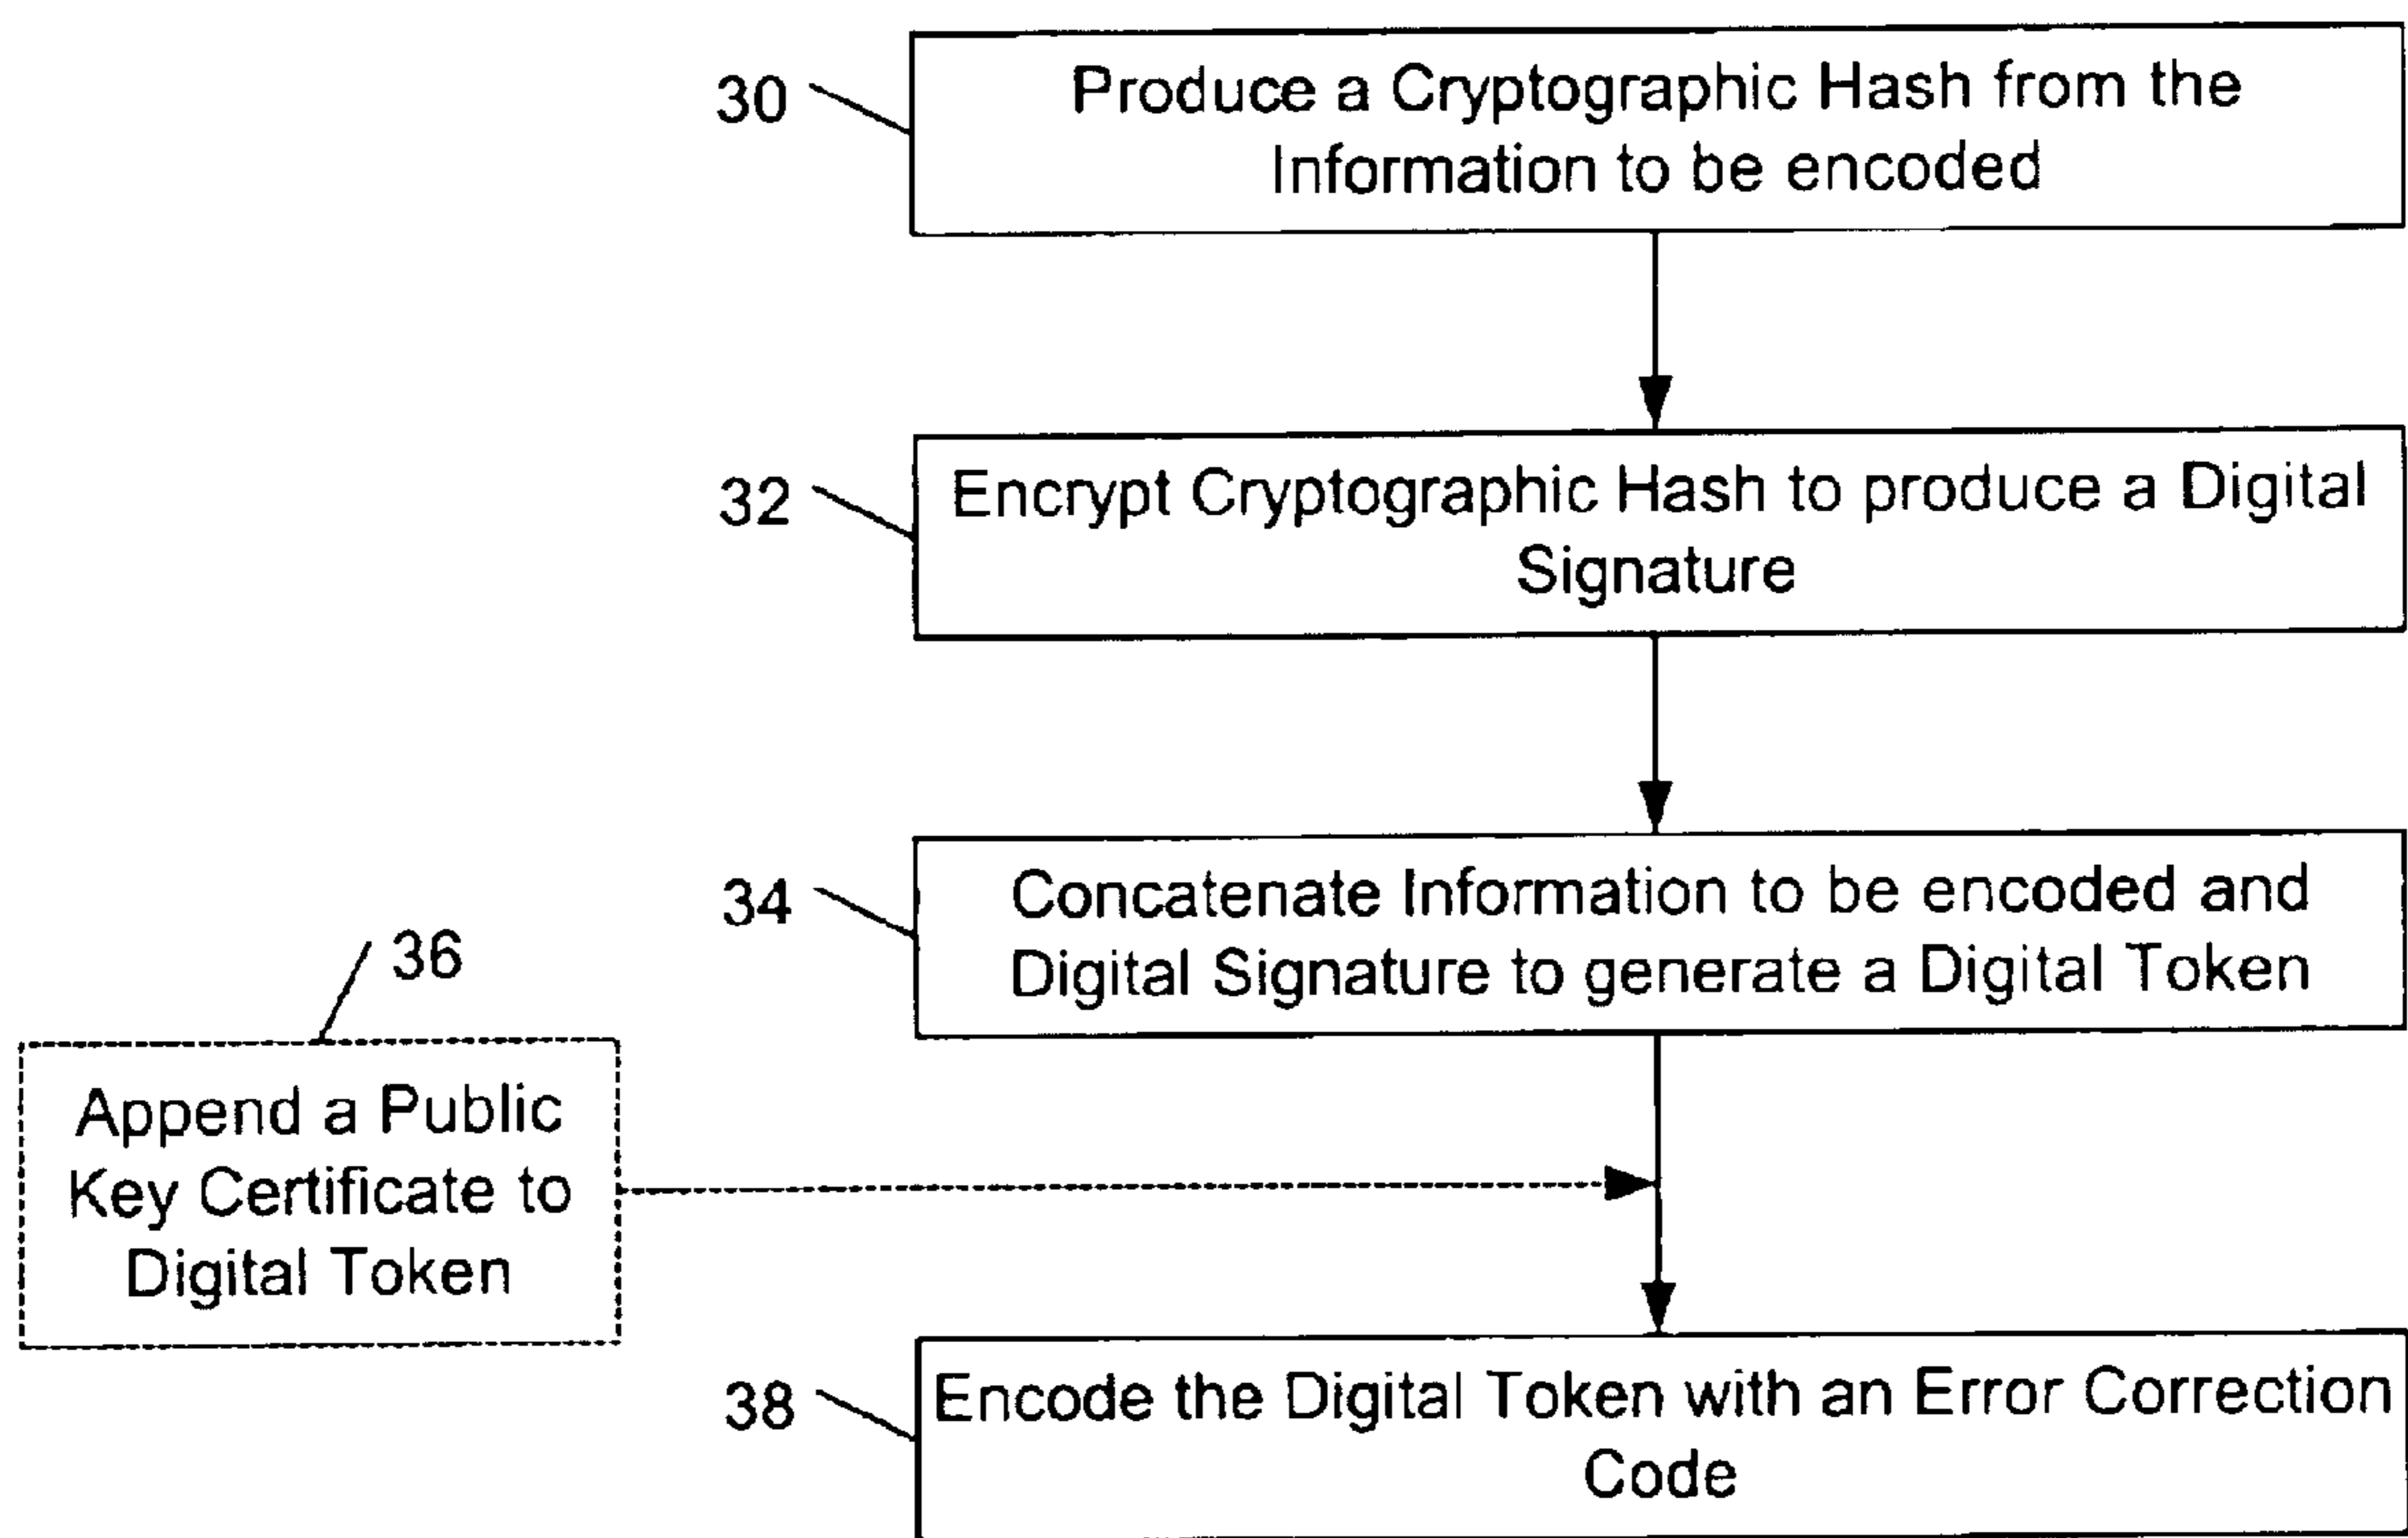 30
Produce a Cryptographic Hash from the
Information to be encoded
32
Encrypt Cryptographic Hash to produce a Digital
Signature
34
Concatenate Information to be encoded and
Digital Signature to generate a Digital Token
36
Append a Public
Key Certificate to
Digital Token
38
Encode the Digital Token with an Error Correction
Code